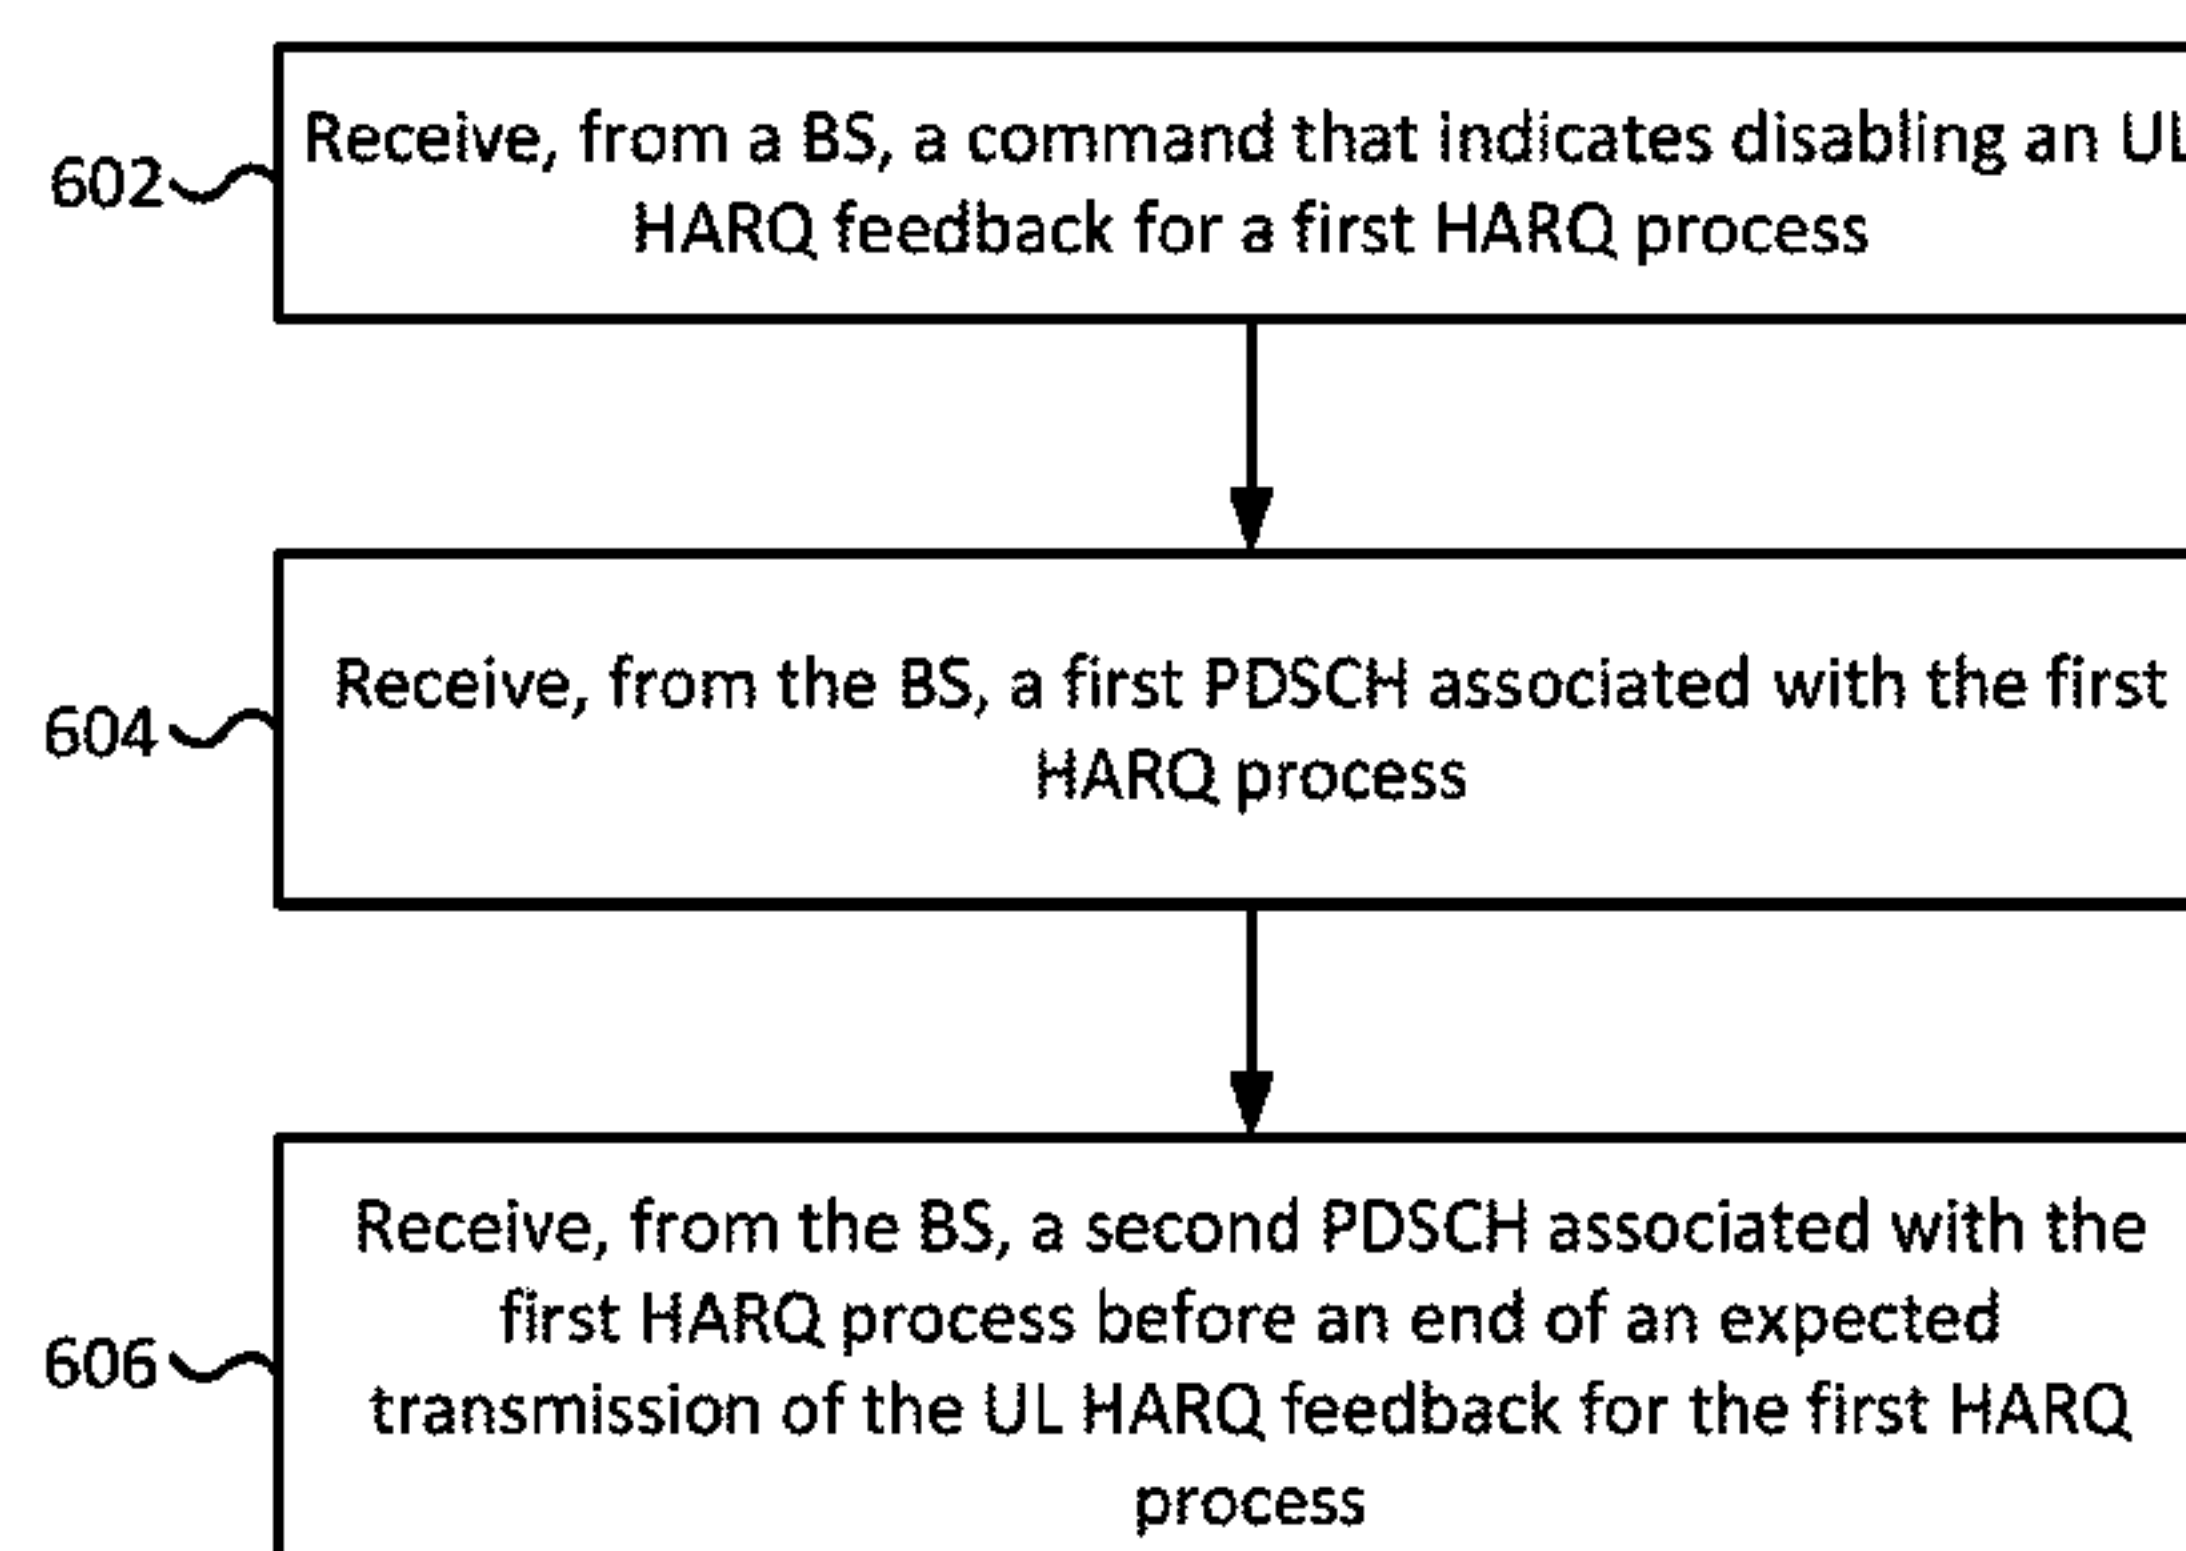 Receive, from a BS, a command that indicates disabling an UL
HARQ feedback for a first HARQ process
602
Receive, from the BS, a first PDSCH associated with the first
HARQ process
604
Receive, from the BS, a second PDSCH associated with the
first HARQ process before an end of an expected
transmission of the UL HARQ feedback for the first HARQ
process
606